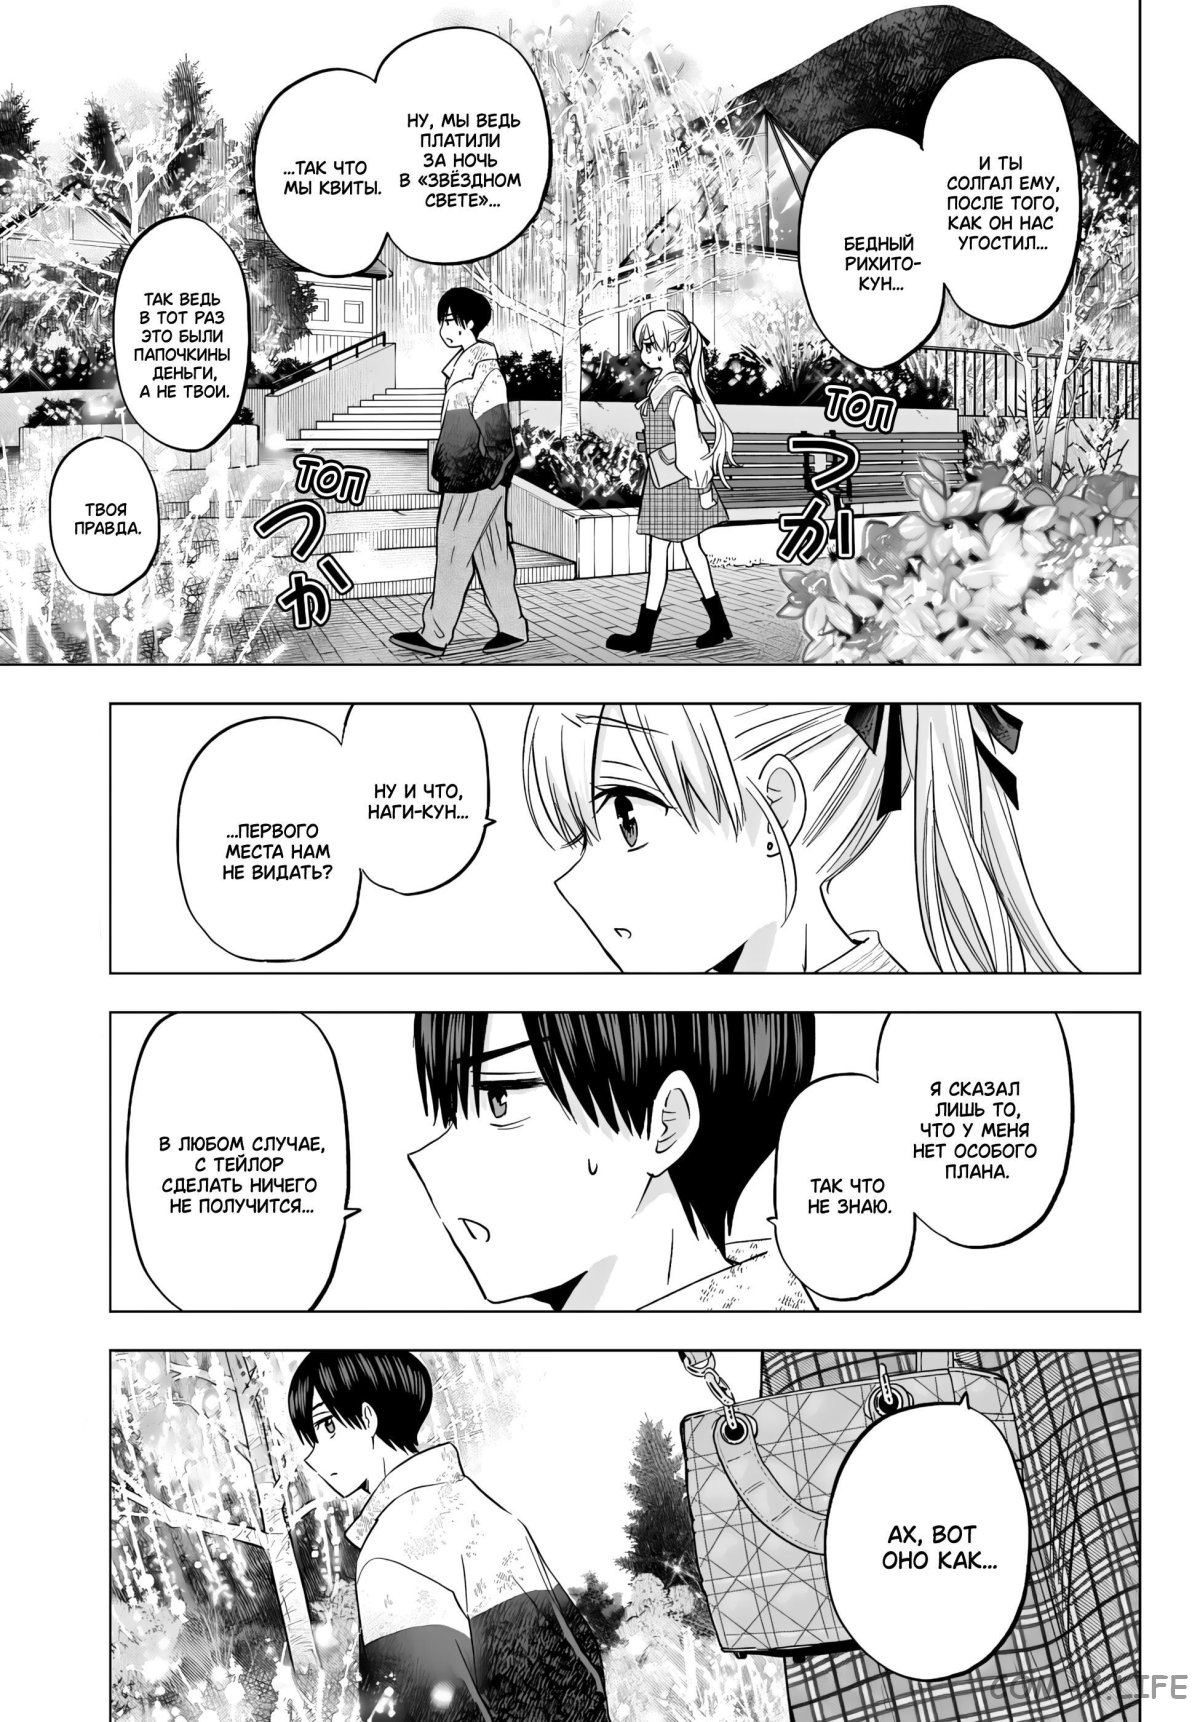 И ТЫ
СОЛГАЛ ЕМУ,
ПОСЛЕ ТОГО,
КАК ОН НАС
УГОСТИЛ...
БЕДНЫЙ
РИХИТО-
КУН...
НУ, МЫ ВЕДЬ
ПЛАТИЛИ
ЗА НОЧЬ
В «ЗВЁЗДНОМ
СВЕТЕ»...
...ТАК ЧТО
МЫ КВИТЫ.
ТАК ВЕДЬ
В ТОТ РАЗ
ЭТО БЫЛИ
ПАПОЧКИНЫ
ДЕНЬГИ,
А НЕ ТВОИ.
ТВОЯ
ПРАВДА.
ТОП
つか
ТОП
つか
НУ И ЧТО,
НАГИ-КУН...
...ПЕРВОГО
МЕСТА НАМ
НЕ ВИДАТЬ?
Я СКАЗАЛ
ЛИШЬ ТО,
ЧТО У МЕНЯ
НЕТ ОСОБОГО
ПЛАНА.
ТАК ЧТО
НЕ ЗНАЮ.
В ЛЮБОМ СЛУЧАЕ,
С ТЕЙЛОР
СДЕЛАТЬ НИЧЕГО
НЕ ПОЛУЧИТСЯ...
АХ, ВОТ
ОНО КАК...